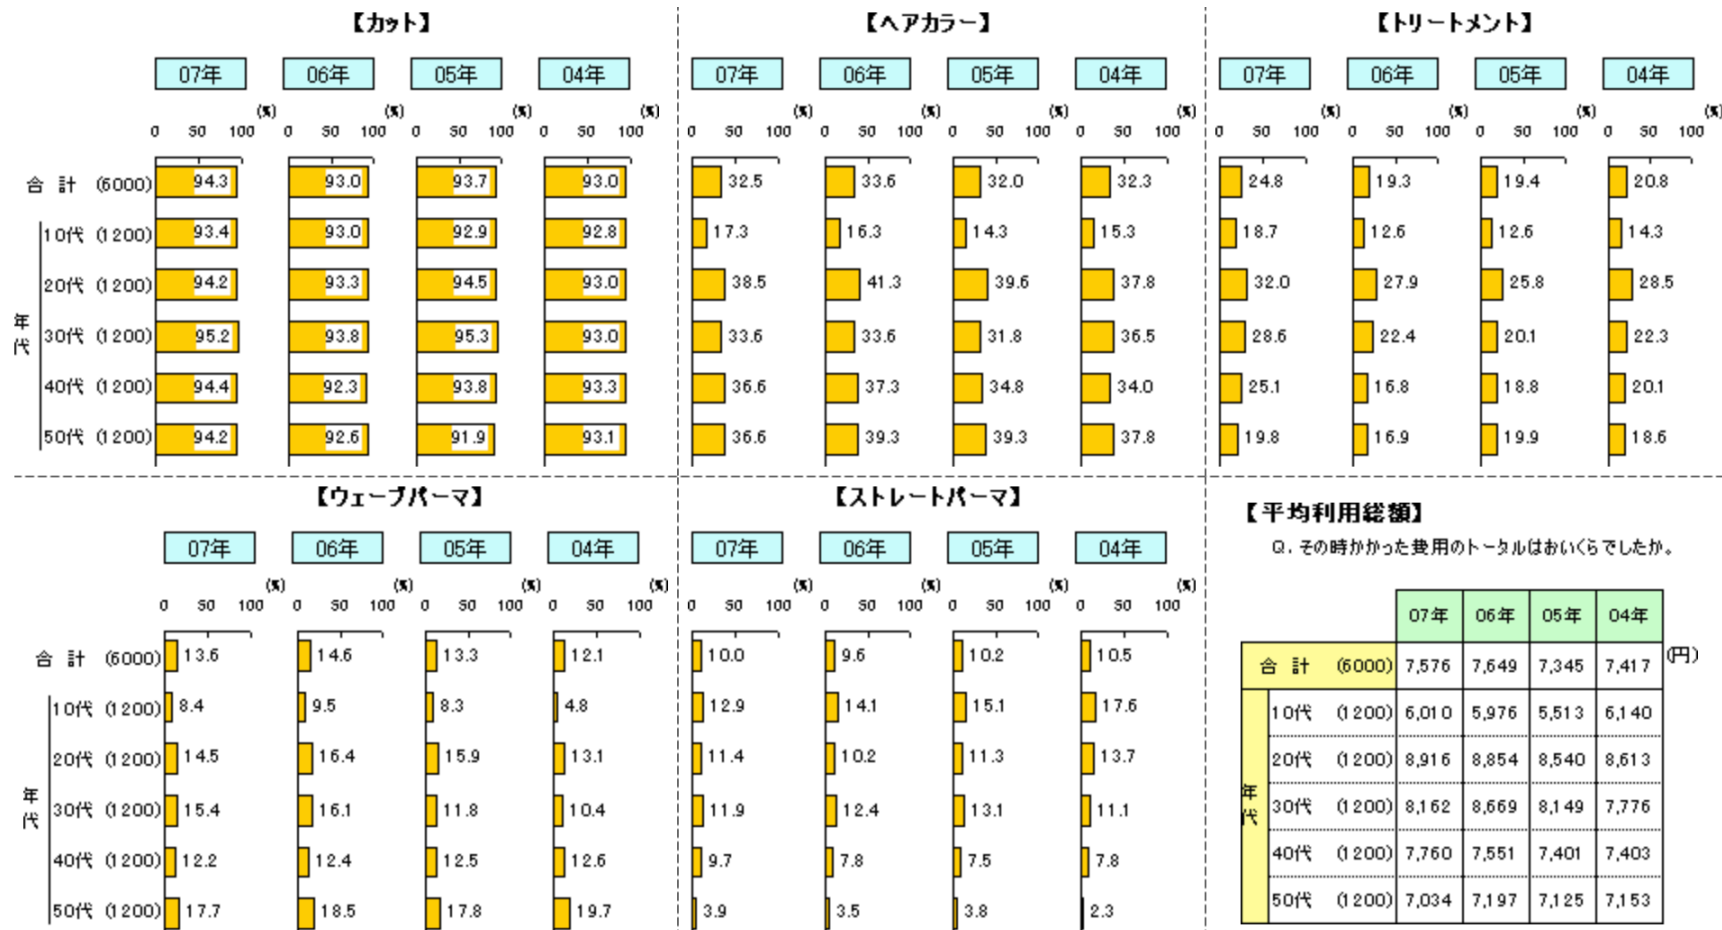 【カット】
07年 06年 05年 04年
(%) (%) (%) (%)
0 50 100 0 50 100 0 50 100 0 50 100
合 計 (6000) 94.3 93.0 93.7 93.0
年代
10代 (1200) 93.4 93.0 92.9 92.8
20代 (1200) 94.2 93.3 94.5 93.0
30代 (1200) 95.2 93.8 95.3 93.0
40代 (1200) 94.4 92.3 93.8 93.3
50代 (1200) 94.2 92.6 91.9 93.1
【ヘアカラー】
07年 06年 05年 04年
(%) (%) (%) (%)
0 50 100 0 50 100 0 50 100 0 50 100
32.5 33.6 32.0 32.3
17.3 16.3 14.3 15.3
38.5 41.3 39.6 37.8
33.6 33.6 31.8 36.5
36.6 37.3 34.8 34.0
36.6 39.3 39.3 37.8
【トリートメント】
07年 06年 05年 04年
(%) (%) (%) (%)
0 50 100 0 50 100 0 50 100 0 50 100
24.8 19.3 19.4 20.8
18.7 12.6 12.6 14.3
32.0 27.9 25.8 28.5
28.6 22.4 20.1 22.3
25.1 16.8 18.8 20.1
19.8 16.9 19.9 18.6
【ウェーブパーマ】
07年 06年 05年 04年
(%) (%) (%) (%)
0 50 100 0 50 100 0 50 100 0 50 100
合 計 (6000) 13.6 14.6 13.3 12.1
年代
10代 (1200) 8.4 9.5 8.3 4.8
20代 (1200) 14.5 16.4 15.9 13.1
30代 (1200) 15.4 16.1 11.8 10.4
40代 (1200) 12.2 12.4 12.5 12.6
50代 (1200) 17.7 18.5 17.8 19.7
【ストレートパーマ】
07年 06年 05年 04年
(%) (%) (%) (%)
0 50 100 0 50 100 0 50 100 0 50 100
10.0 9.6 10.2 10.5
12.9 14.1 15.1 17.6
11.4 10.2 11.3 13.7
11.9 12.4 13.1 11.1
9.7 7.8 7.5 7.8
3.9 3.5 3.8 2.3
【平均利用総額】
Q. その時かかった費用のトータルはおいくらでしたか。
07年 06年 05年 04年
合 計 (6000) 7,576 7,649 7,345 7,417 (円)
年代
10代 (1200) 6,010 5,976 5,513 6,140
20代 (1200) 8,916 8,854 8,540 8,613
30代 (1200) 8,162 8,669 8,149 7,776
40代 (1200) 7,760 7,551 7,401 7,403
50代 (1200) 7,034 7,197 7,125 7,153